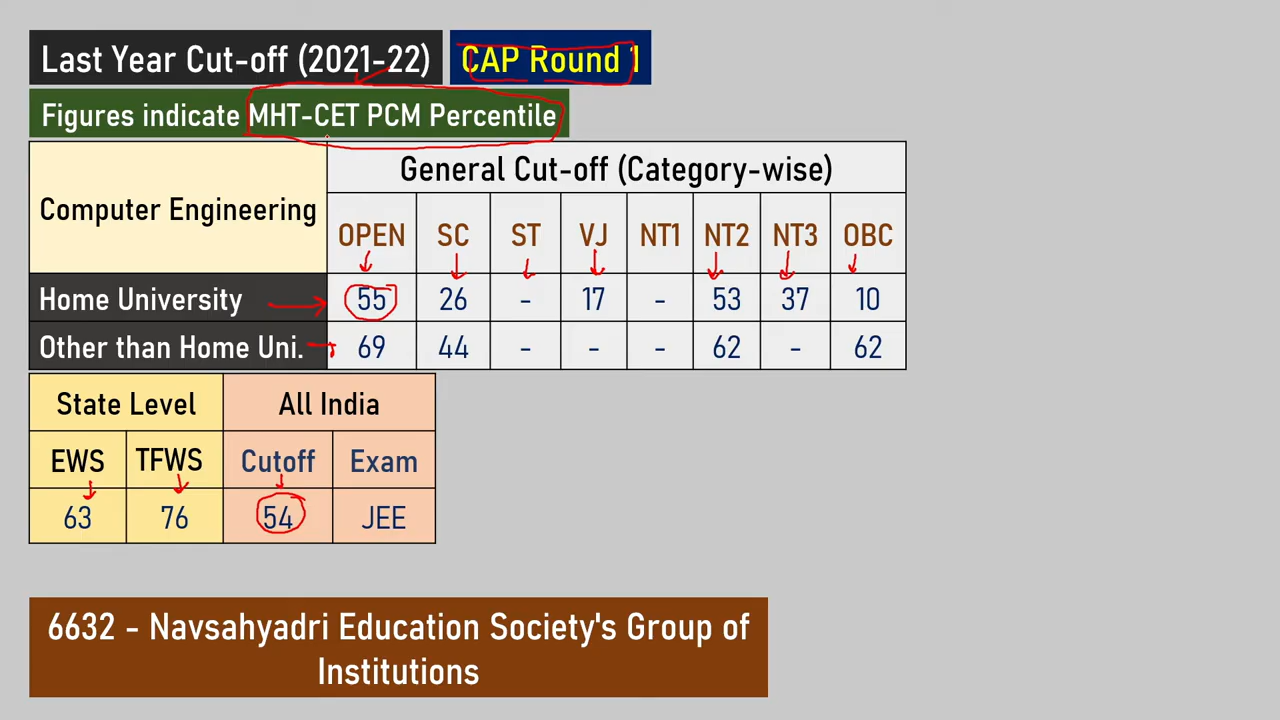 Last Year Cut-off (2021-22) CAP Round 1
Figures indicate MHT-CET PCM Percentile
Computer Engineering General Cut-off (Category-wise)
OPEN SC ST VJ NT1 NT2 NT3 OBC
Home University 55 26 - 17 - 53 37 10
Other than Home Uni. 69 44 - - - 62 - 62
State Level All India
EWS TFWS Cutoff Exam
63 76 54 JEE
6632 - Navsahyadri Education Society's Group of
Institutions